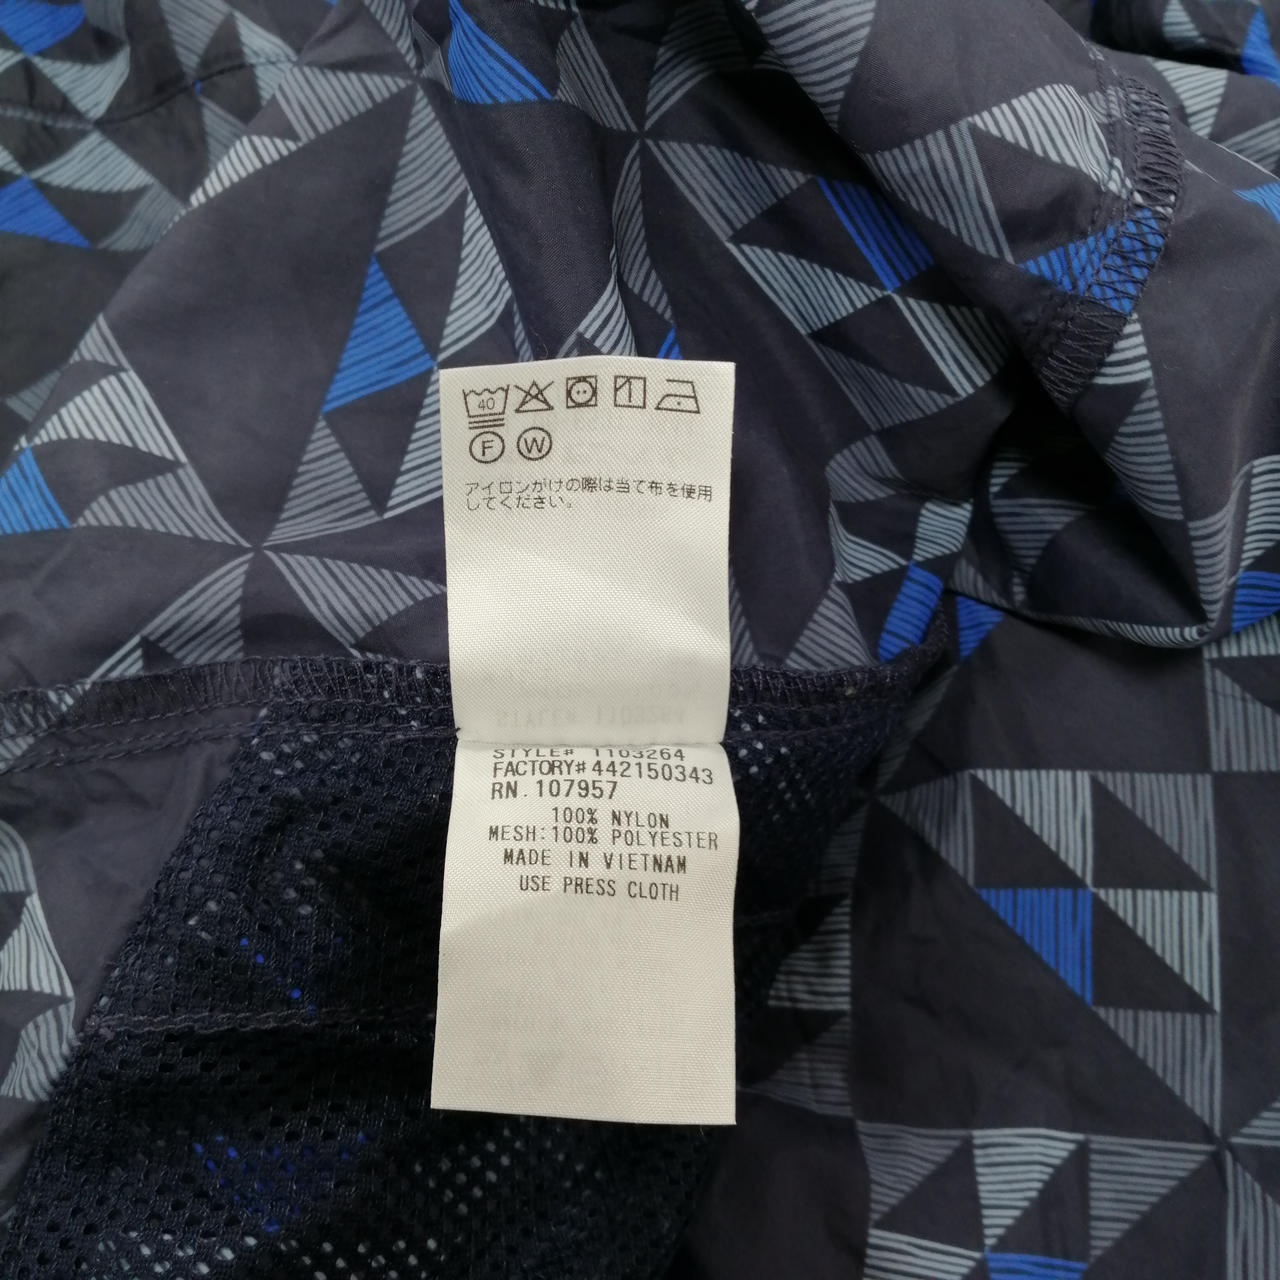 40
F W
アイロンがけの際は当て布を使用
してください。
STYLE# 1103264
FACTORY# 442150343
RN. 107957
100% NYLON
MESH:100% POLYESTER
MADE IN VIETNAM
USE PRESS CLOTH